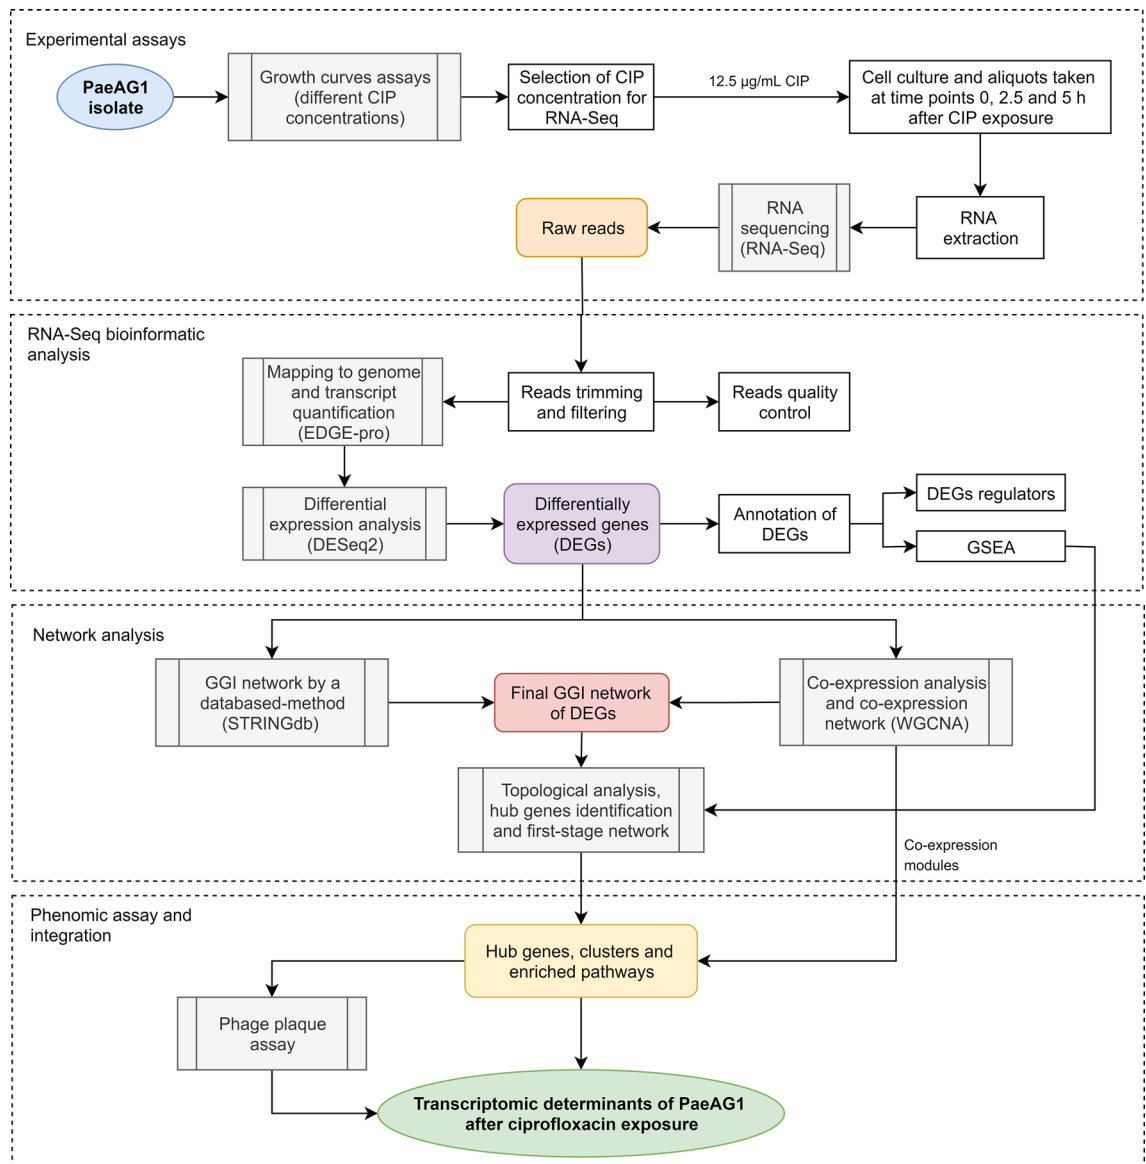 Experimental assays
PaeAG1
isolate
Growth curves assays
(different CIP
concentrations)
Selection of CIP
concentration for
RNA-Seq
12.5 µg/mL CIP
Cell culture and aliquots taken
at time points 0, 2.5 and 5 h
after CIP exposure
Raw reads
RNA
sequencing
(RNA-Seq)
RNA
extraction
RNA-Seq bioinformatic
analysis
Mapping to genome
and transcript
quantification
(EDGE-pro)
Reads trimming
and filtering
Reads quality
control
Differential
expression analysis
(DESeq2)
Differentially
expressed genes
(DEGs)
Annotation of
DEGs
DEGs regulators
GSEA
Network analysis
GGI network by a
databased-method
(STRINGdb)
Final GGI network
of DEGs
Co-expression analysis
and co-expression
network (WGCNA)
Topological analysis,
hub genes identification
and first-stage network
Co-expression
modules
Phenomic assay and
integration
Hub genes, clusters and
enriched pathways
Phage plaque
assay
Transcriptomic determinants of PaeAG1
after ciprofloxacin exposure